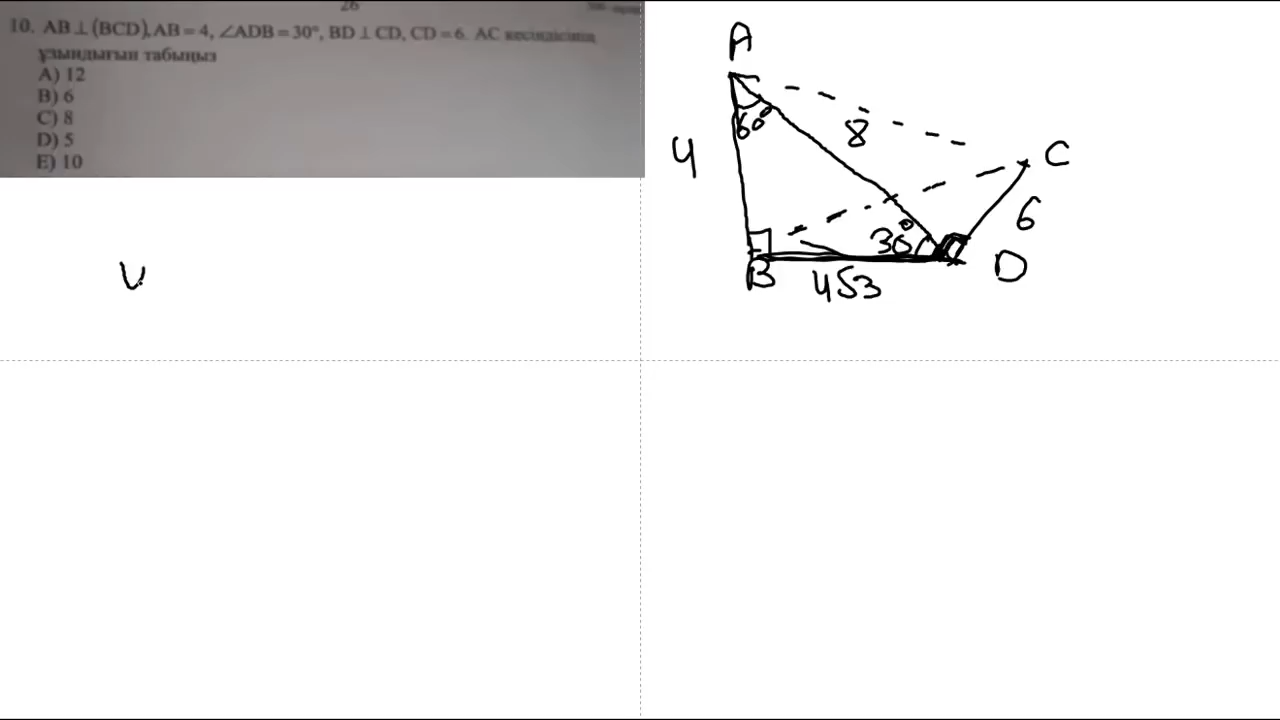 26
10. AB⊥(BCD), AB = 4, ∠ADB = 30°, BD ⊥ CD, CD = 6. AC кесіндісінің
ұзындығын табыңыз
A) 12
B) 6
C) 8
D) 5
E) 10
A
60°
8
4
C
6
30°
B
D
4√3